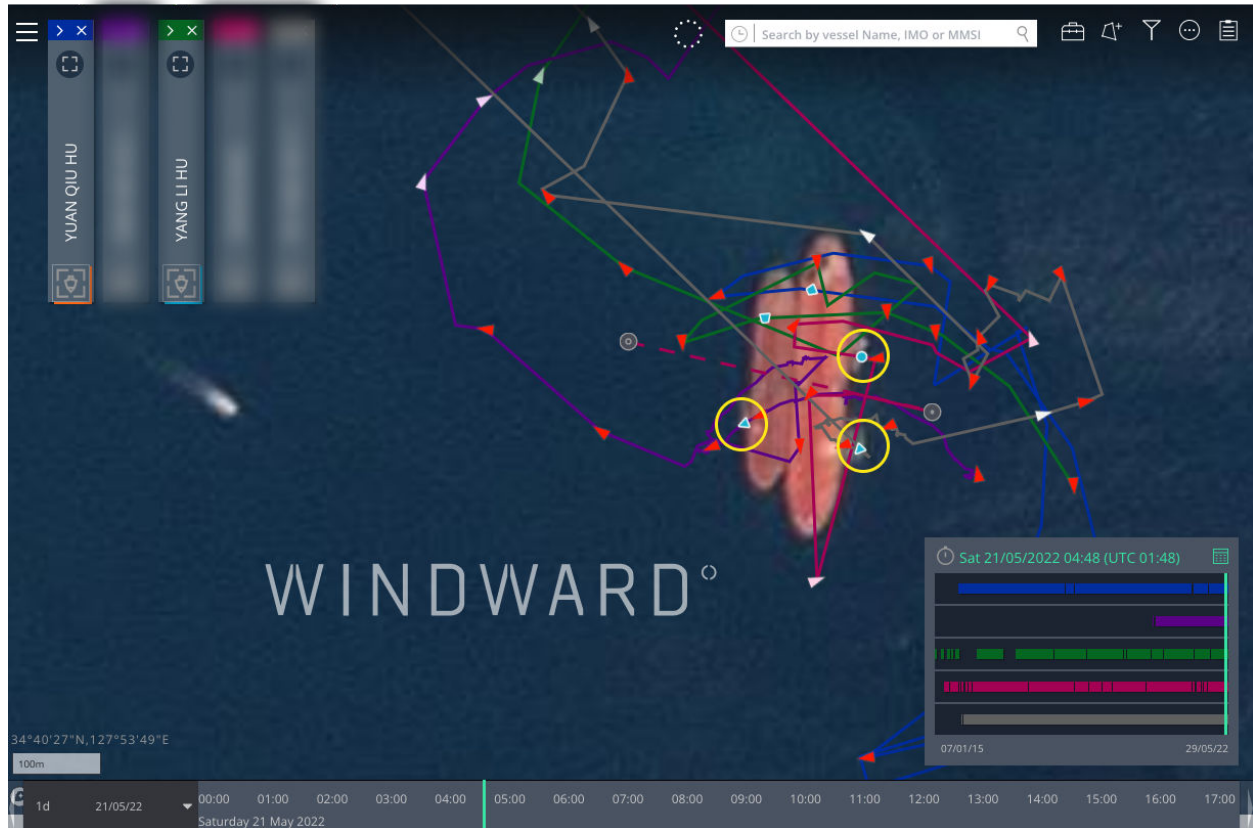 Search by vessel Name, IMO or MMSI
YUAN QIU HU
YANG LI HU
WINDWARD
Sat 21/05/2022 04:48 (UTC 01:48)
07/01/15 29/05/22
34°40'27"N,127°53'49"E
100m
1d 21/05/22 00:00 01:00 02:00 03:00 04:00 05:00 06:00 07:00 08:00 09:00 10:00 11:00 12:00 13:00 14:00 15:00 16:00 17:00
Saturday 21 May 2022